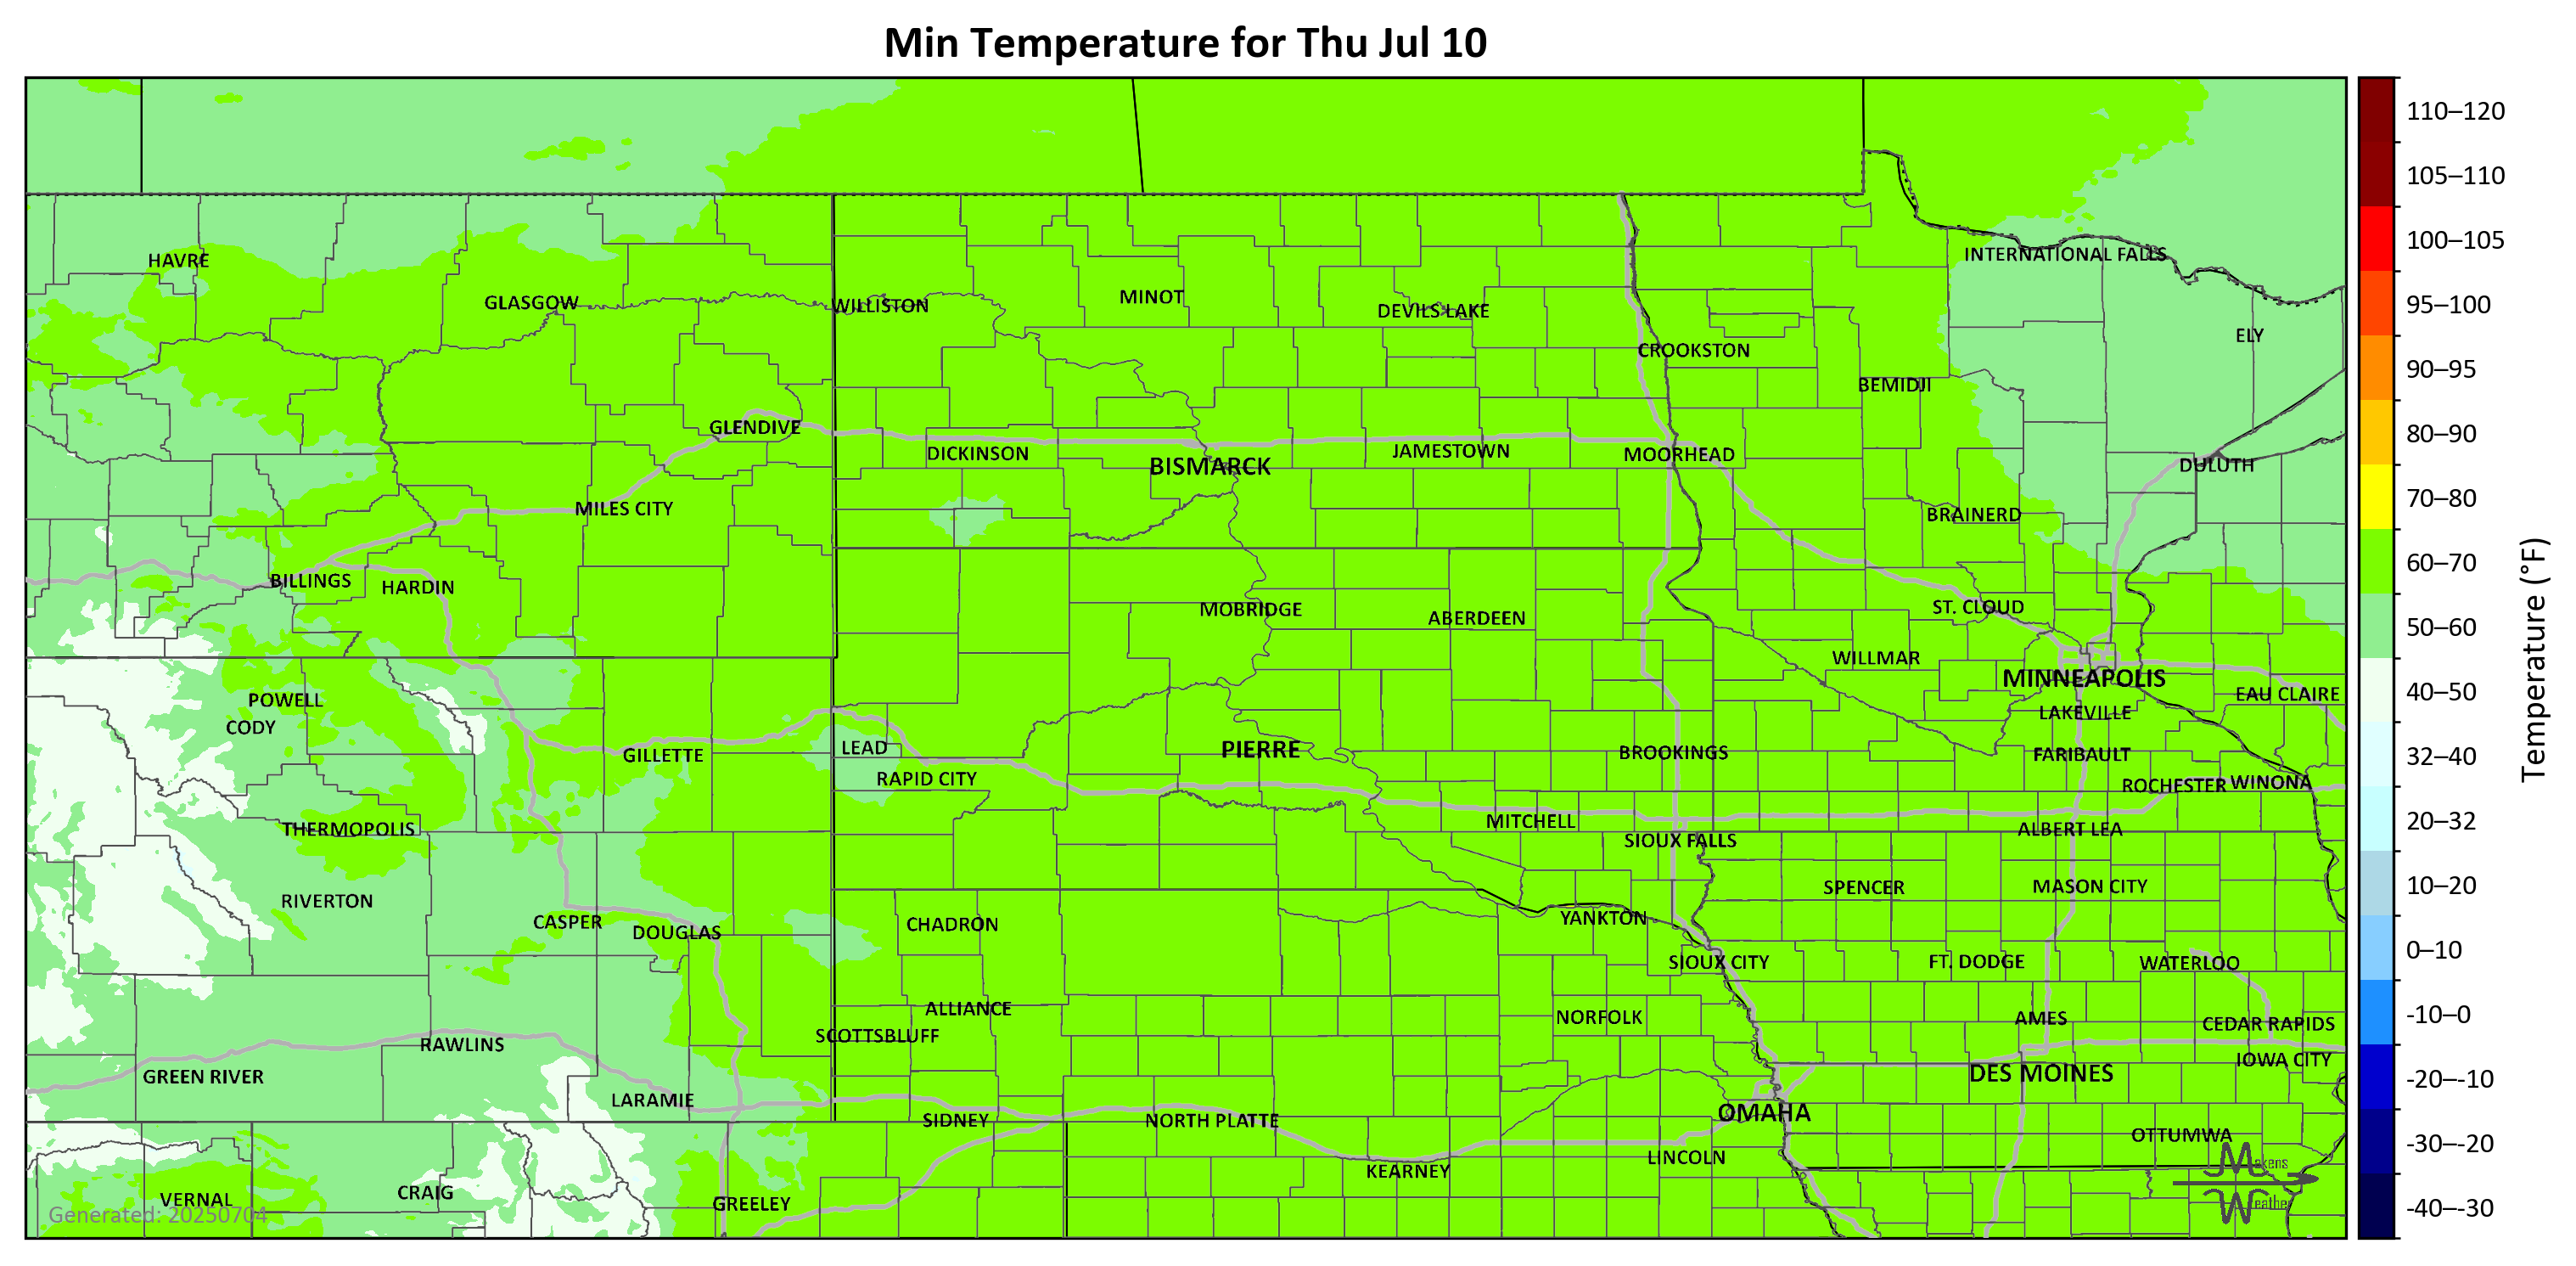 Min Temperature for Thu Jul 10
HAVRE
GLASGOW
WILLISTON
MINOT
DEVILS LAKE
INTERNATIONAL FALLS
ELY
CROOKSTON
BEMIDJI
GLENDIVE
DICKINSON
BISMARCK
JAMESTOWN
MOORHEAD
DULUTH
MILES CITY
BRAINERD
BILLINGS
HARDIN
MOBRIDGE
ABERDEEN
ST. CLOUD
WILLMAR
MINNEAPOLIS
EAU CLAIRE
POWELL
CODY
LAKEVILLE
GILLETTE
LEAD
PIERRE
BROOKINGS
FARIBAULT
RAPID CITY
ROCHESTER
WINONA
THERMOPOLIS
MITCHELL
ALBERT LEA
SIOUX FALLS
RIVERTON
SPENCER
MASON CITY
CASPER
DOUGLAS
CHADRON
YANKTON
SIOUX CITY
FT. DODGE
WATERLOO
ALLIANCE
NORFOLK
AMES
CEDAR RAPIDS
SCOTTSBLUFF
RAWLINS
IOWA CITY
GREEN RIVER
DES MOINES
LARAMIE
OMAHA
SIDNEY
NORTH PLATTE
OTTUMWA
LINCOLN
KEARNEY
VERNAL
CRAIG
GREELEY
Generated: 20250704
Makens
Weather
110–120
105–110
100–105
95–100
90–95
80–90
70–80
60–70
50–60
40–50
32–40
20–32
10–20
0–10
-10–0
-20–-10
-30–-20
-40–-30
Temperature (°F)